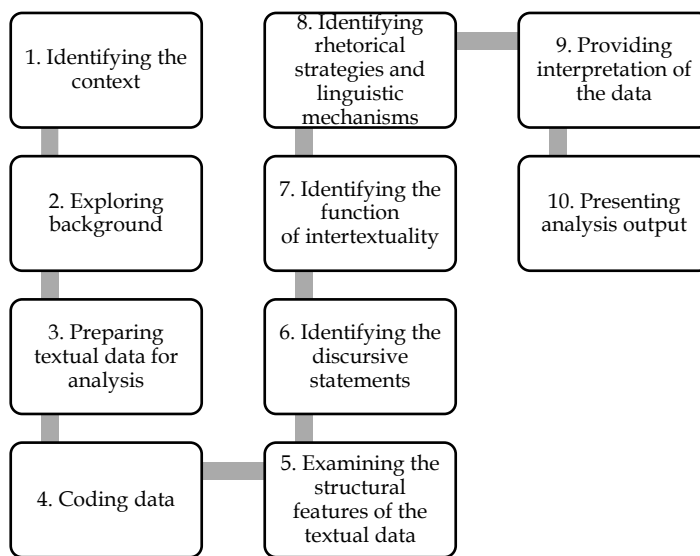 1. Identifying the
context
2. Exploring
background
3. Preparing
textual data for
analysis
4. Coding data
5. Examining the
structural
features of the
textual data
6. Identifying the
discursive
statements
7. Identifying the
function
of intertextuality
8. Identifying
rhetorical
strategies and
linguistic
mechanisms
9. Providing
interpretation of
the data
10. Presenting
analysis output